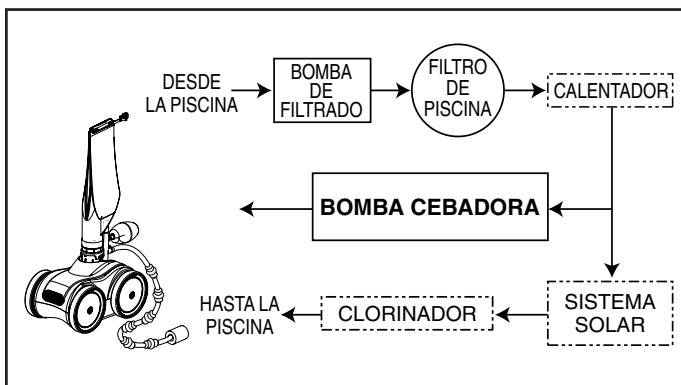 DESDE
LA PISCINA
BOMBA
DE
FILTRADO
FILTRO
DE
PISCINA
CALENTADOR
BOMBA CEBADORA
HASTA LA
PISCINA
CLORINADOR
SISTEMA
SOLAR